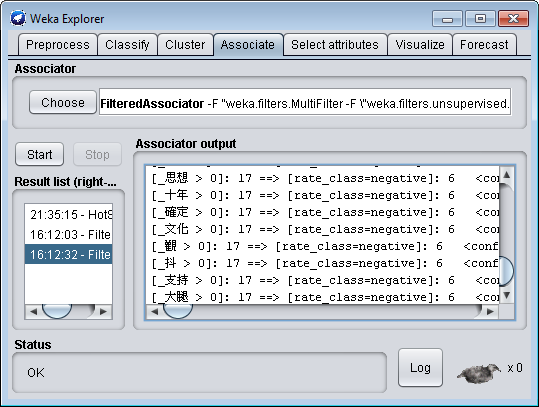 Weka Explorer
Preprocess Classify Cluster Associate Select attributes Visualize Forecast
Associator
Choose FilteredAssociator -F "weka.filters.MultiFilter -F \"weka.filters.unsupervised.
Start Stop
Associator output
Result list (right-...
21:35:15 - HotS
16:12:03 - Filte
16:12:32 - Filte
[_思想 > 0]: 17 ==> [rate_class=negative]: 6 <con
[_十年 > 0]: 17 ==> [rate_class=negative]: 6 <con
[_確定 > 0]: 17 ==> [rate_class=negative]: 6 <con
[_文化 > 0]: 17 ==> [rate_class=negative]: 6 <con
[_觀 > 0]: 17 ==> [rate_class=negative]: 6 <conf
[_抖 > 0]: 17 ==> [rate_class=negative]: 6 <conf
[_支持 > 0]: 17 ==> [rate_class=negative]: 6 <con
[_大腿 > 0]: 17 ==> [rate_class=negative]: 6 <con
Status
OK
Log
x 0